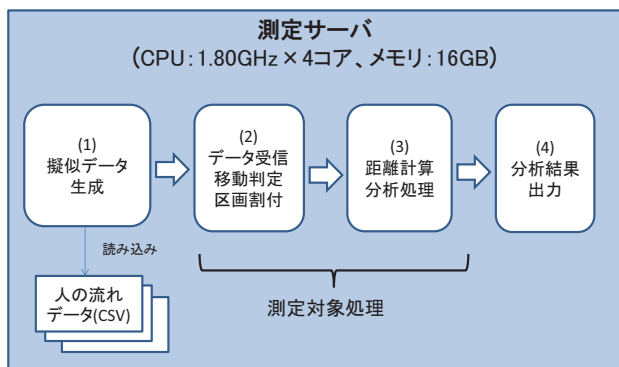 測定サーバ
(CPU:1.80GHz×4コア、メモリ:16GB)
(1)
擬似データ
生成
(2)
データ受信
移動判定
区画割付
(3)
距離計算
分析処理
(4)
分析結果
出力
読み込み
人の流れ
データ(CSV)
測定対象処理